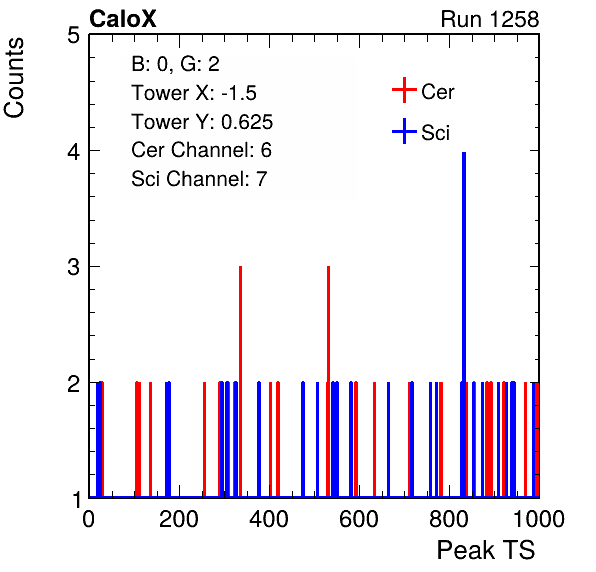 CaloX Run 1258
Counts
5
B: 0, G: 2
Tower X: -1.5
Tower Y: 0.625
Cer Channel: 6
Sci Channel: 7
Cer
Sci
4
3
2
1
0 200 400 600 800 1000
Peak TS